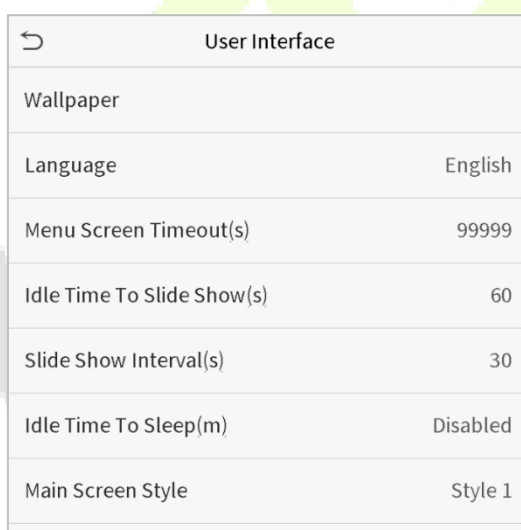 User Interface
Wallpaper
Language English
Menu Screen Timeout(s) 99999
Idle Time To Slide Show(s) 60
Slide Show Interval(s) 30
Idle Time To Sleep(m) Disabled
Main Screen Style Style 1